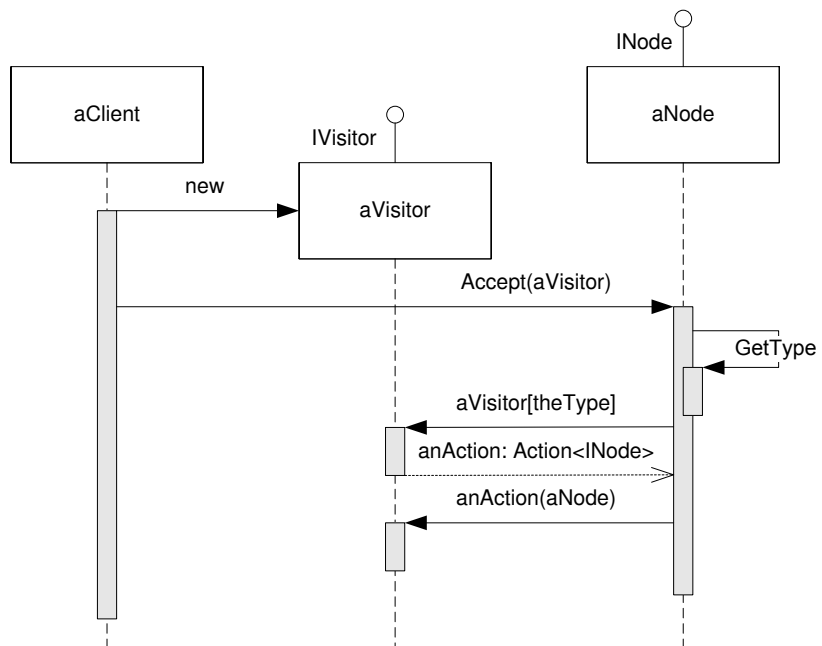 INode
aClient
aNode
IVisitor
new
aVisitor
Accept(aVisitor)
GetType
aVisitor[theType]
anAction: Action<INode>
anAction(aNode)